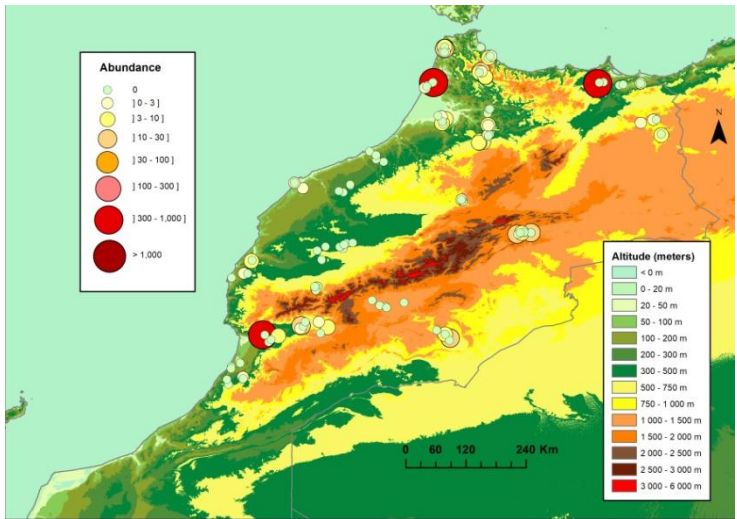 Abundance
0
] 0 - 3 ]
] 3 - 10 ]
] 10 - 30 ]
] 30 - 100 ]
] 100 - 300 ]
] 300 - 1,000 ]
> 1,000
N
Altitude (meters)
< 0 m
0 - 20 m
20 - 50 m
50 - 100 m
100 - 200 m
200 - 300 m
300 - 500 m
500 - 750 m
750 - 1 000 m
1 000 - 1 500 m
1 500 - 2 000 m
2 000 - 2 500 m
2 500 - 3 000 m
3 000 - 6 000 m
0 60 120 240 Km